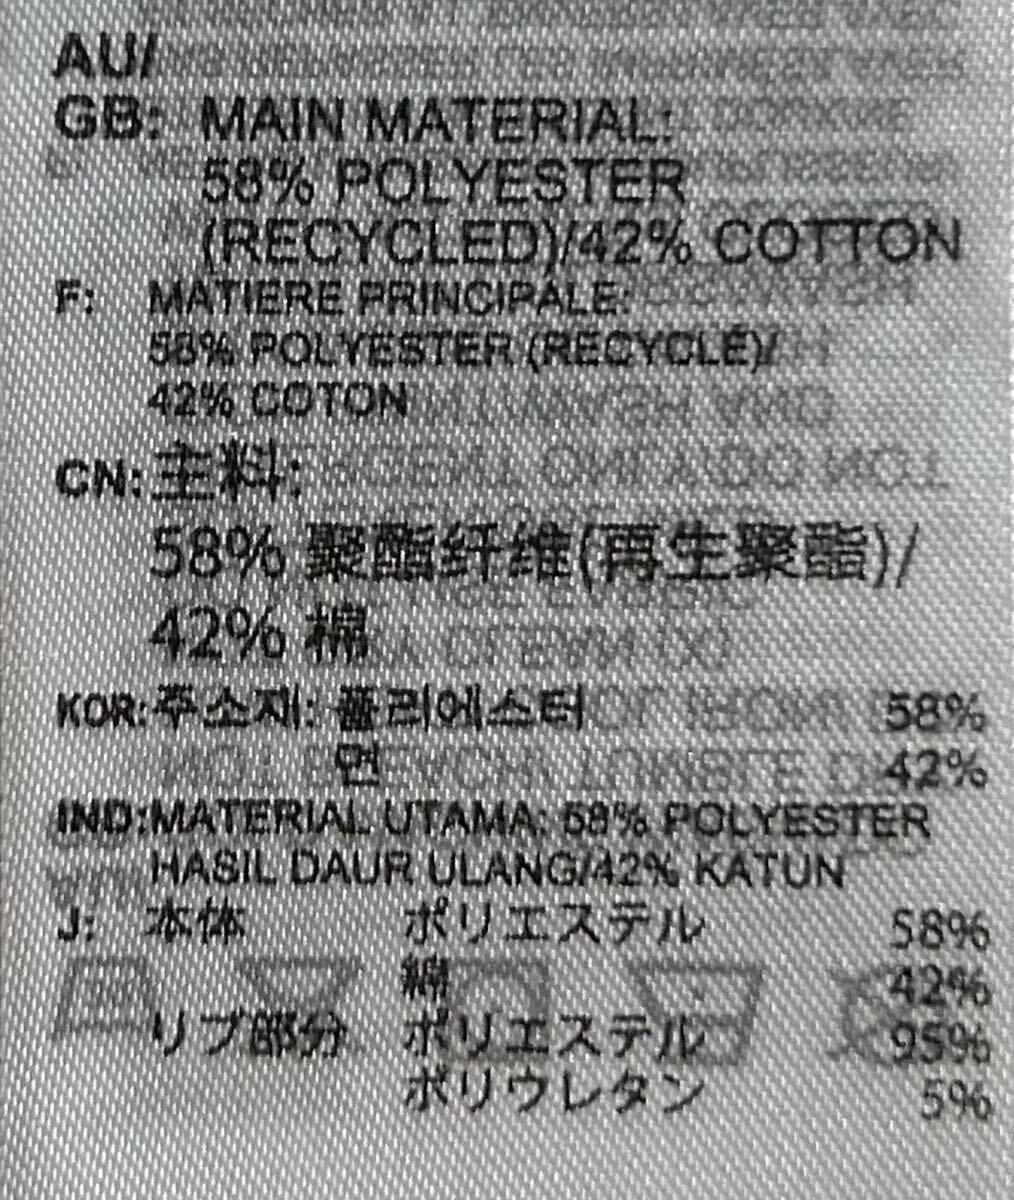 AU/
GB: MAIN MATERIAL:
58% POLYESTER
(RECYCLED)/42% COTTON
F: MATIERE PRINCIPALE:
58% POLYESTER (RECYCLÉ)/
42% COTON
CN: 主料:
58% 聚酯纤维(再生聚酯)/
42% 棉
KOR: 주소재: 폴리에스터 58%
면 42%
IND: MATERIAL UTAMA: 58% POLYESTER
HASIL DAUR ULANG/42% KATUN
J: 本体 ポリエステル 58%
綿 42%
リブ部分 ポリエステル 95%
ポリウレタン 5%